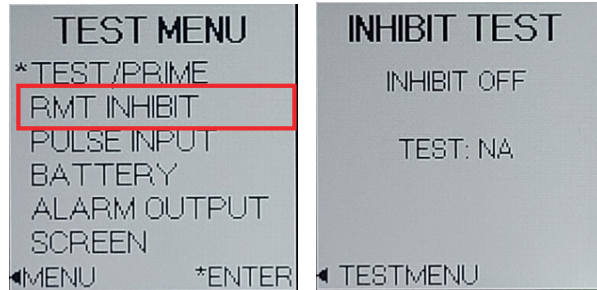 TEST MENU
*TEST/PRIME
RMT INHIBIT
PULSE INPUT
BATTERY
ALARM OUTPUT
SCREEN
◀MENU *ENTER
INHIBIT TEST
INHIBIT OFF
TEST: NA
◀ TESTMENU